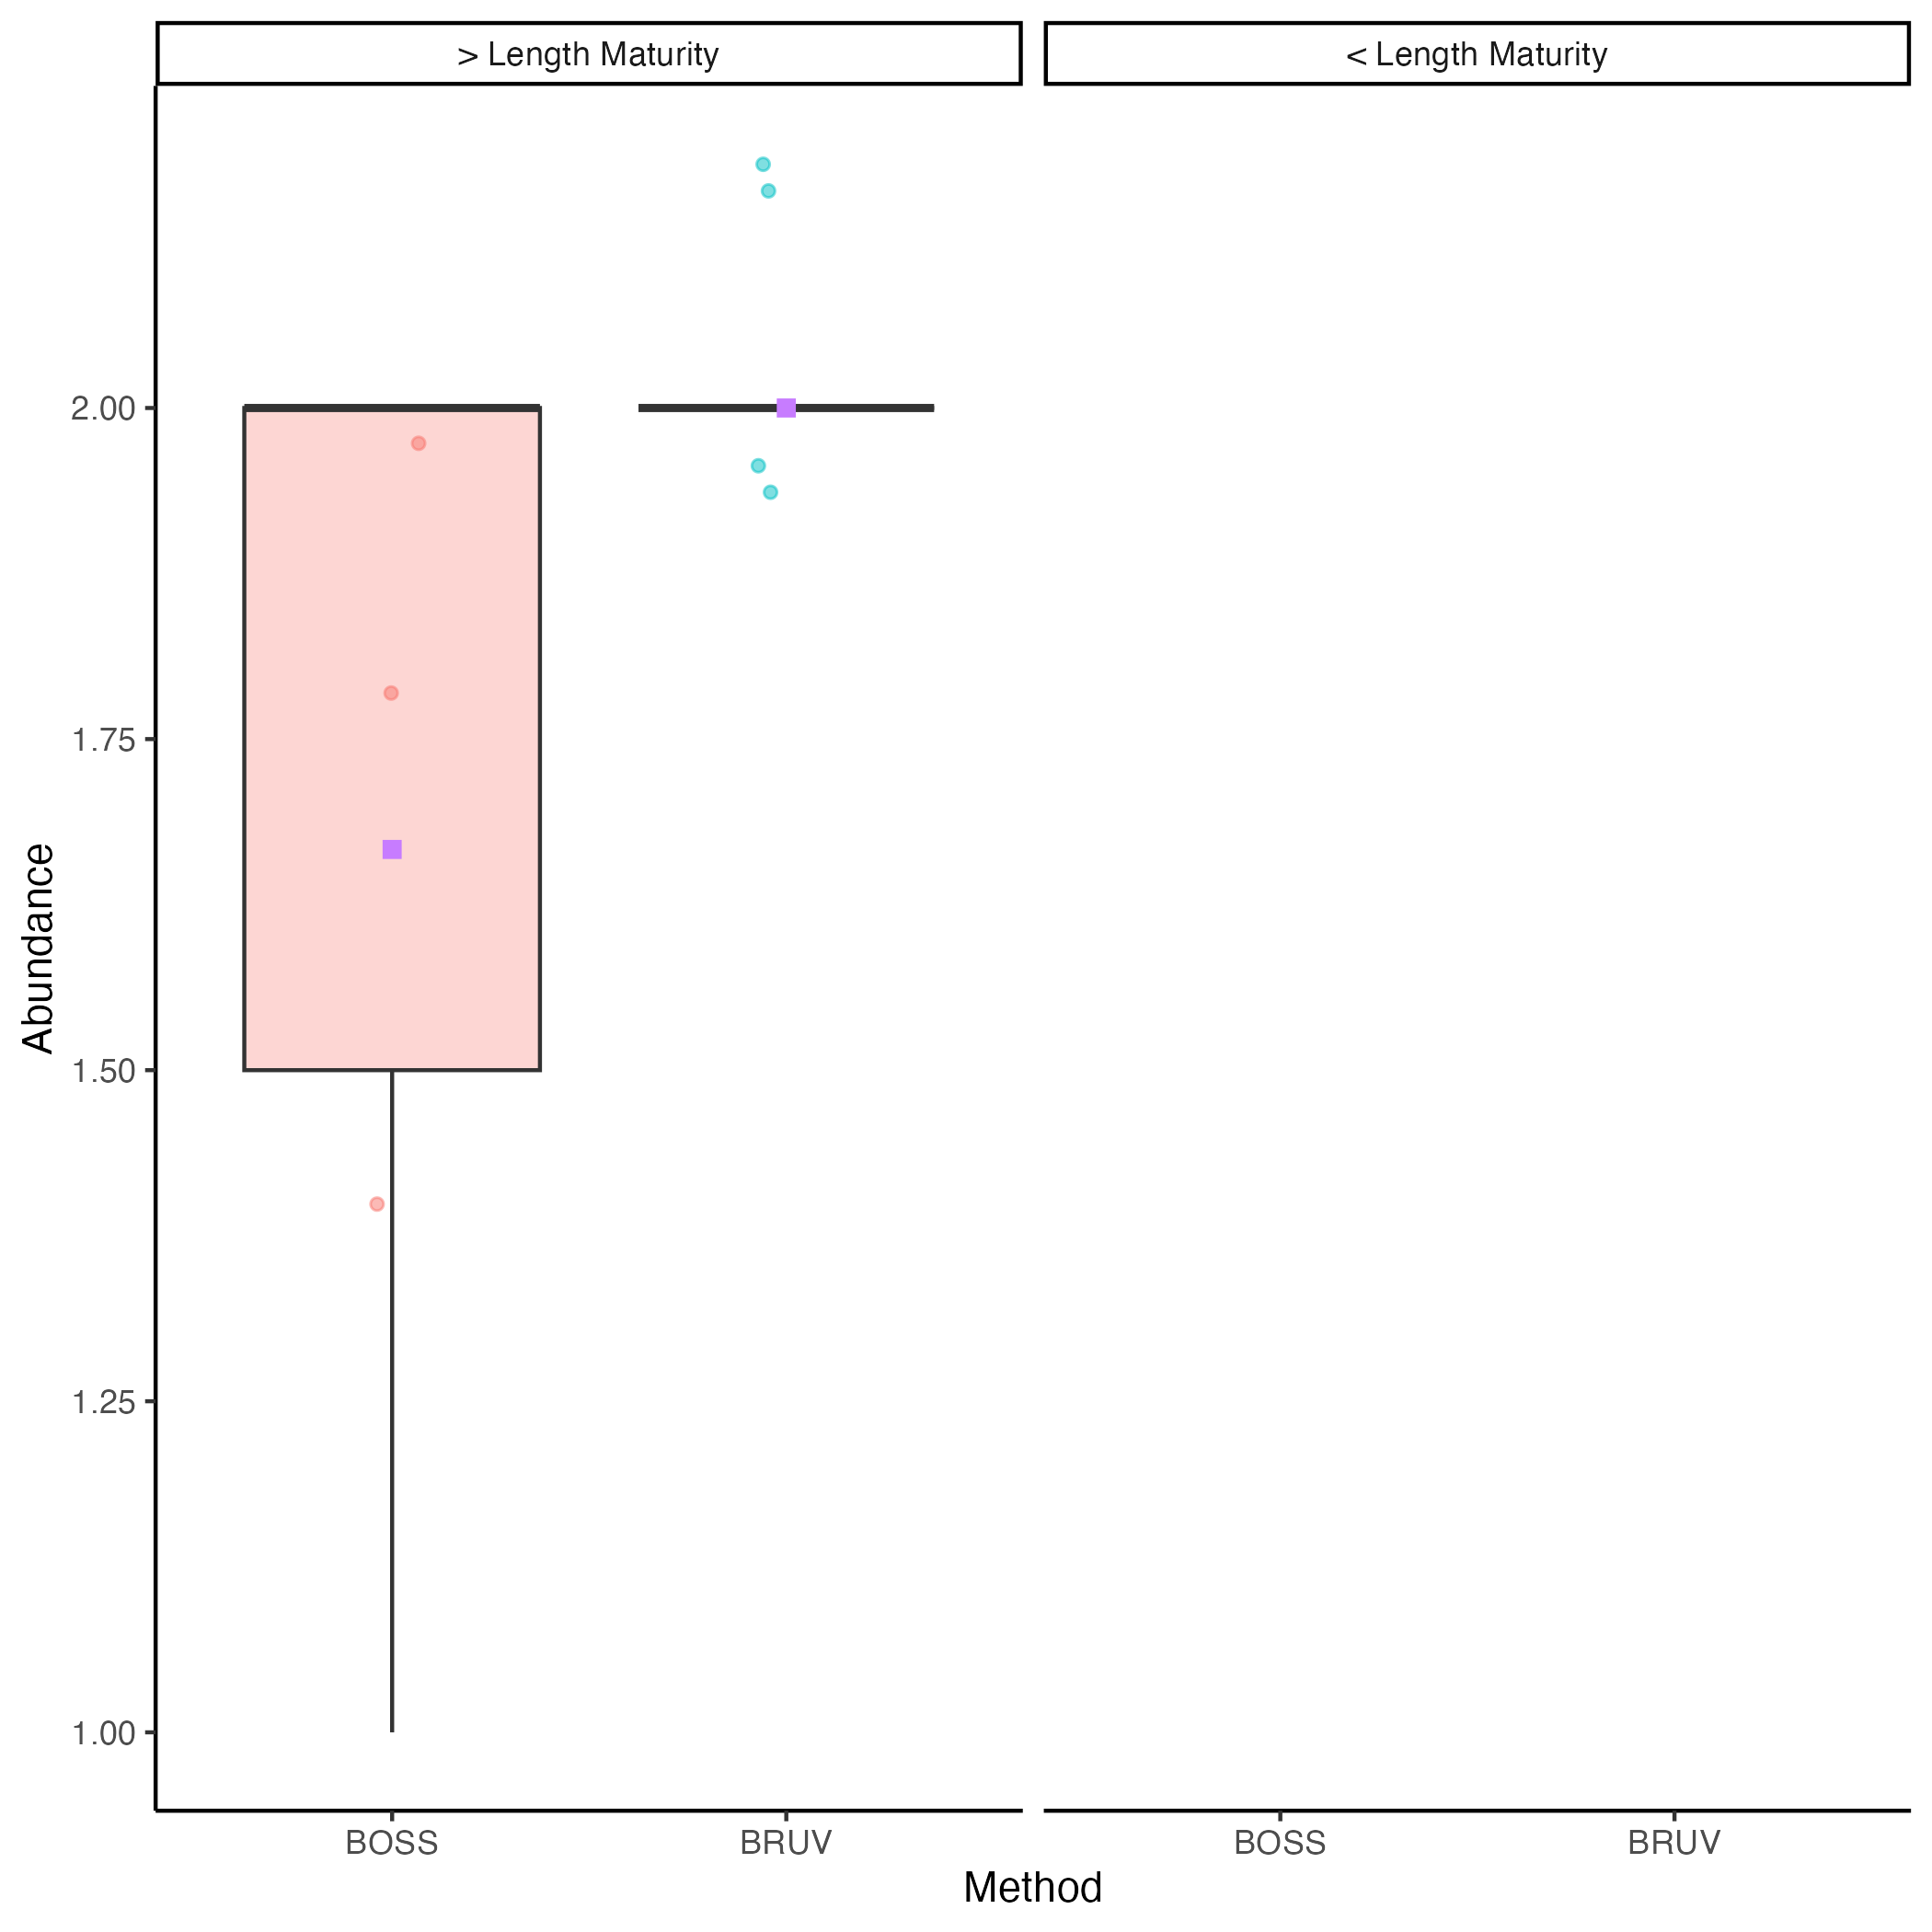 > Length Maturity
< Length Maturity
2.00
1.75
1.50
1.25
1.00
Abundance
BOSS
BRUV
BOSS
BRUV
Method